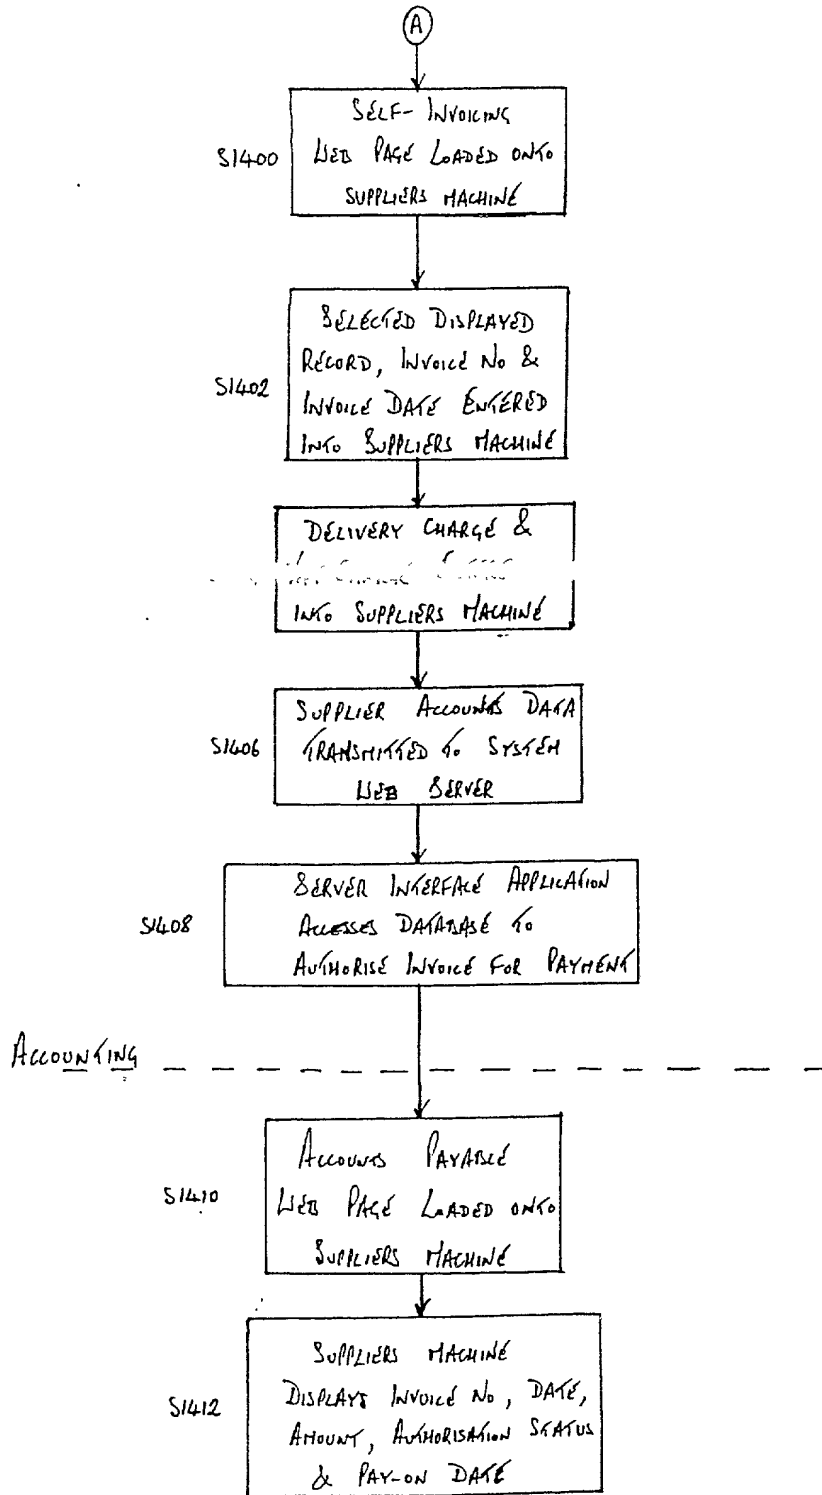 A
SELF-INVOICING
S1400
WEB PAGE LOADED ONTO
SUPPLIERS MACHINE
SELECTED DISPLAYED
RECORD, INVOICE NO &
S1402
INVOICE DATE ENTERED
INTO SUPPLIERS MACHINE
DELIVERY CHARGE &
INTO SUPPLIERS MACHINE
SUPPLIER ACCOUNTS DATA
S1406
TRANSMITTED TO SYSTEM
WEB SERVER
SERVER INTERFACE APPLICATION
S1408
ACCESSES DATABASE TO
AUTHORISE INVOICE FOR PAYMENT
ACCOUNTING
ACCOUNTS PAYABLE
S1410
WEB PAGE LOADED ONTO
SUPPLIERS MACHINE
SUPPLIERS MACHINE
DISPLAYS INVOICE NO, DATE,
S1412
AMOUNT, AUTHORISATION STATUS
& PAY-ON DATE